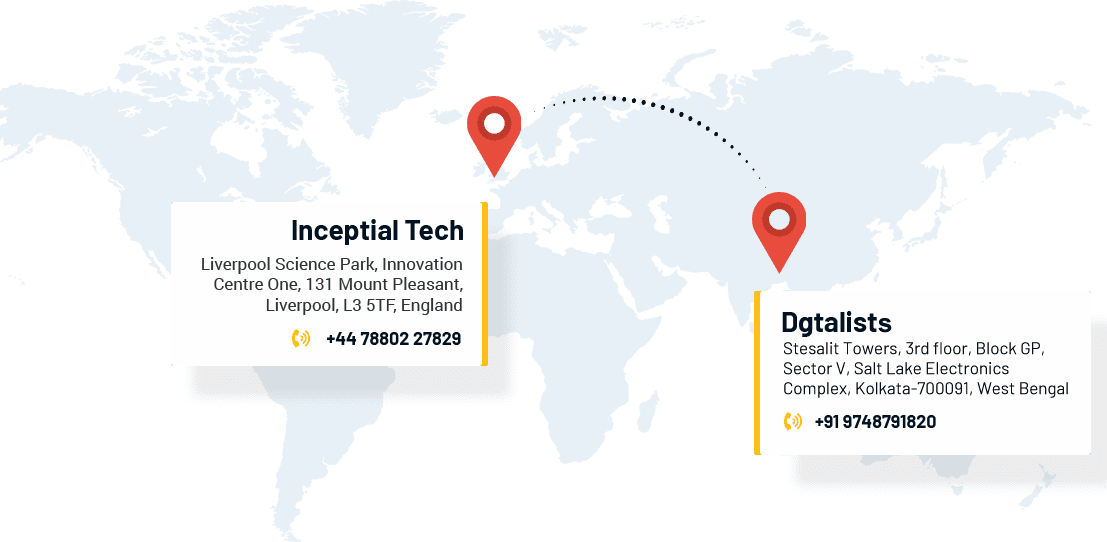 Inceptial Tech
Liverpool Science Park, Innovation
Centre One, 131 Mount Pleasant,
Liverpool, L3 5TF, England
+44 78802 27829
Dgtalists
Stesalit Towers, 3rd floor, Block GP,
Sector V, Salt Lake Electronics
Complex, Kolkata-700091, West Bengal
+91 9748791820